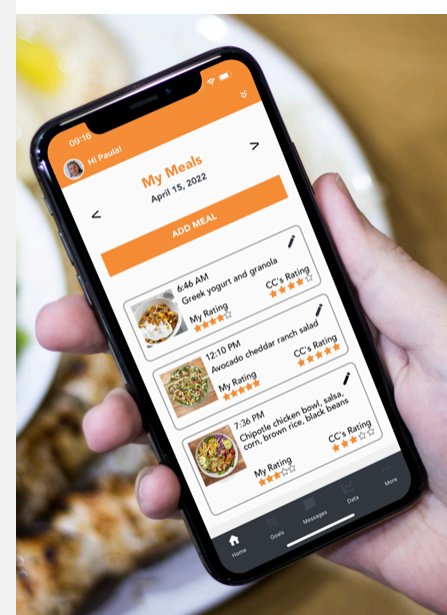 09:16
Hi Paula!
My Meals
April 15, 2022
<
>
ADD MEAL
6:46 AM
Greek yogurt and granola
My Rating
CC's Rating
12:10 PM
Avocado cheddar ranch salad
My Rating
CC's Rating
7:36 PM
Chipotle chicken bowl, salsa,
corn, brown rice, black beans
My Rating
CC's Rating
Home
Goals
Messages
Data
More